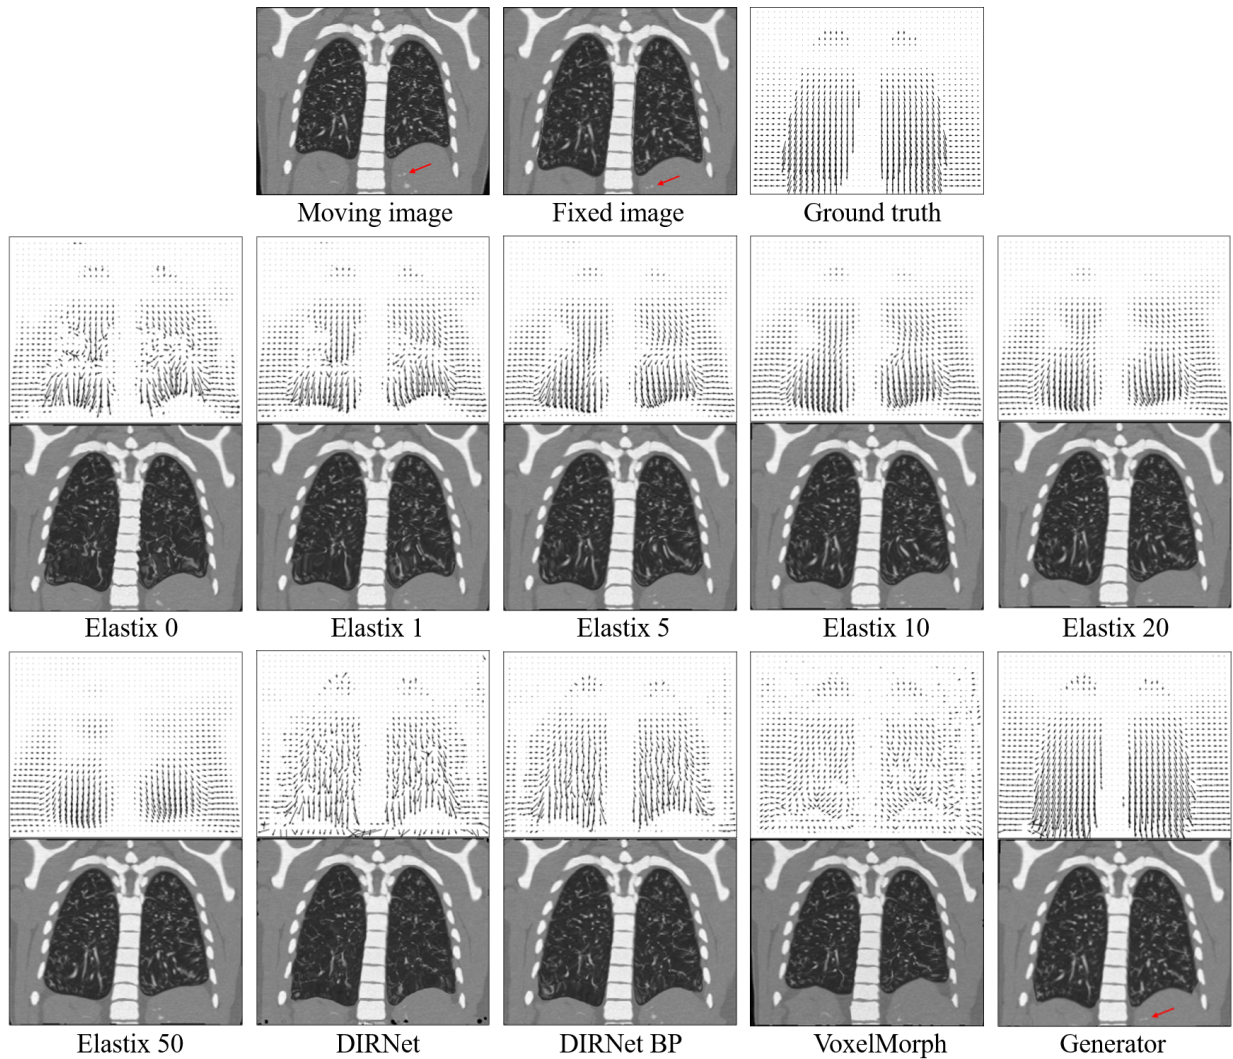 Moving image
Fixed image
Ground truth
Elastix 0
Elastix 1
Elastix 5
Elastix 10
Elastix 20
Elastix 50
DIRNet
DIRNet BP
VoxelMorph
Generator